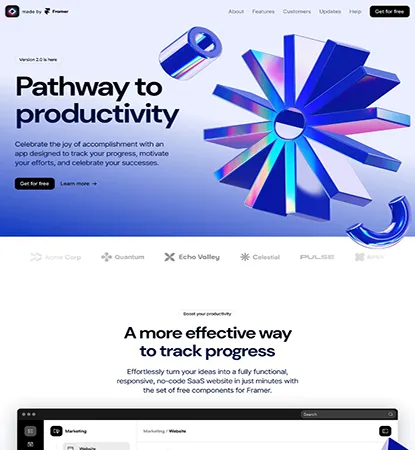 made by Framer
About Features Customers Updates Help Get for free
Version 2.0 is here
Pathway to
productivity
Celebrate the joy of accomplishment with an
app designed to track your progress, motivate
your efforts, and celebrate your successes.
Get for free Learn more →
Acme Corp Quantum Echo Valley Celestial PULSE APEX
Boost your productivity
A more effective way
to track progress
Effortlessly turn your ideas into a fully functional,
responsive, no-code SaaS website in just minutes with
the set of free components for Framer.
Search
Marketing Marketing / Website
Website